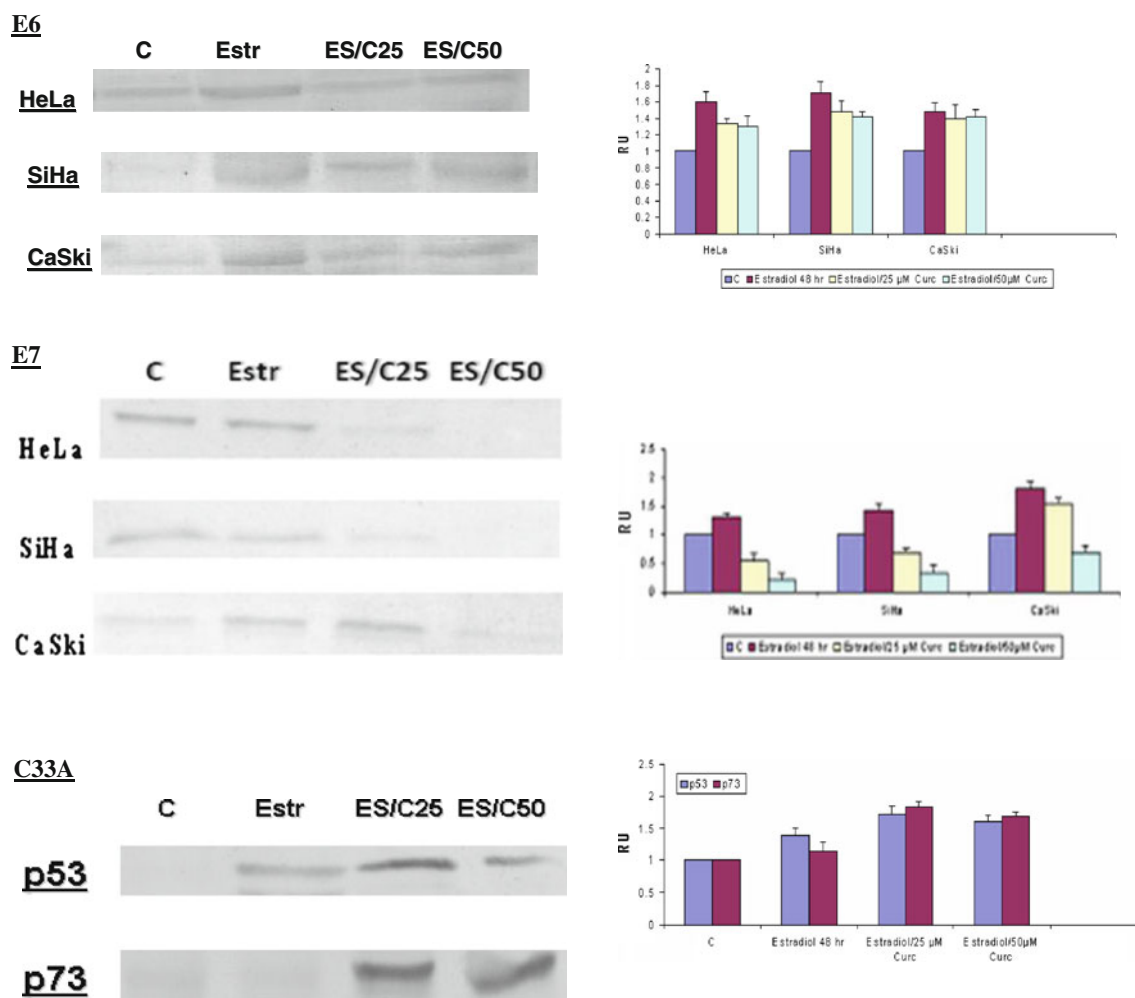 E6
C Estr ES/C25 ES/C50
HeLa
SiHa
CaSki
2
1.8
1.6
1.4
1.2
1
0.8
0.6
0.4
0.2
0
RU
HeLa SiHa CaSki
C Estradiol 48 hr Estradiol/25 µM Curc Estradiol/50µM Curc
E7
C Estr ES/C25 ES/C50
HeLa
SiHa
CaSki
2.5
2
1.5
1
0.5
0
RU
HeLa SiHa CaSki
C Estradiol 48 hr Estradiol/25 µM Curc Estradiol/50µM Curc
C33A
C Estr ES/C25 ES/C50
p53
p73
2.5
2
1.5
1
0.5
0
RU
p53 p73
C Estradiol 48 hr Estradiol/25 µM Estradiol/50µM
Curc Curc